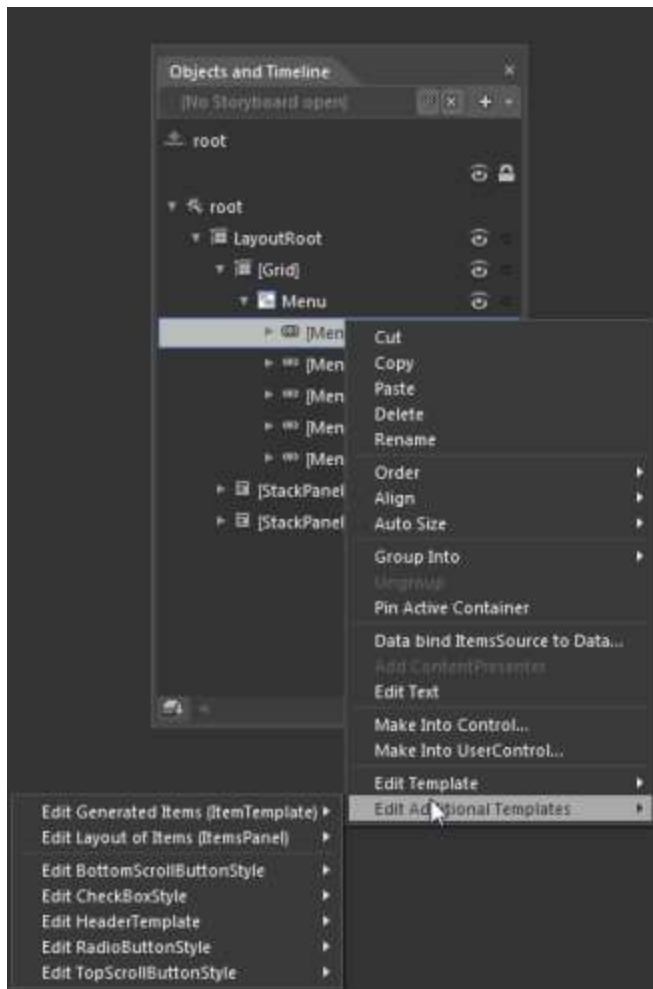 Objects and Timeline
(No Storyboard open)
root
root
LayoutRoot
[Grid]
Menu
[Men
[Men
[Men
[Men
[Men
[StackPanel
[StackPanel
Cut
Copy
Paste
Delete
Rename
Order
Align
Auto Size
Group Into
Ungroup
Pin Active Container
Data bind ItemsSource to Data...
Add ContentPresenter
Edit Text
Make Into Control...
Make Into UserControl...
Edit Template
Edit Additional Templates
Edit Generated Items (ItemTemplate)
Edit Layout of Items (ItemsPanel)
Edit BottomScrollButtonStyle
Edit CheckBoxStyle
Edit HeaderTemplate
Edit RadioButtonStyle
Edit TopScrollButtonStyle